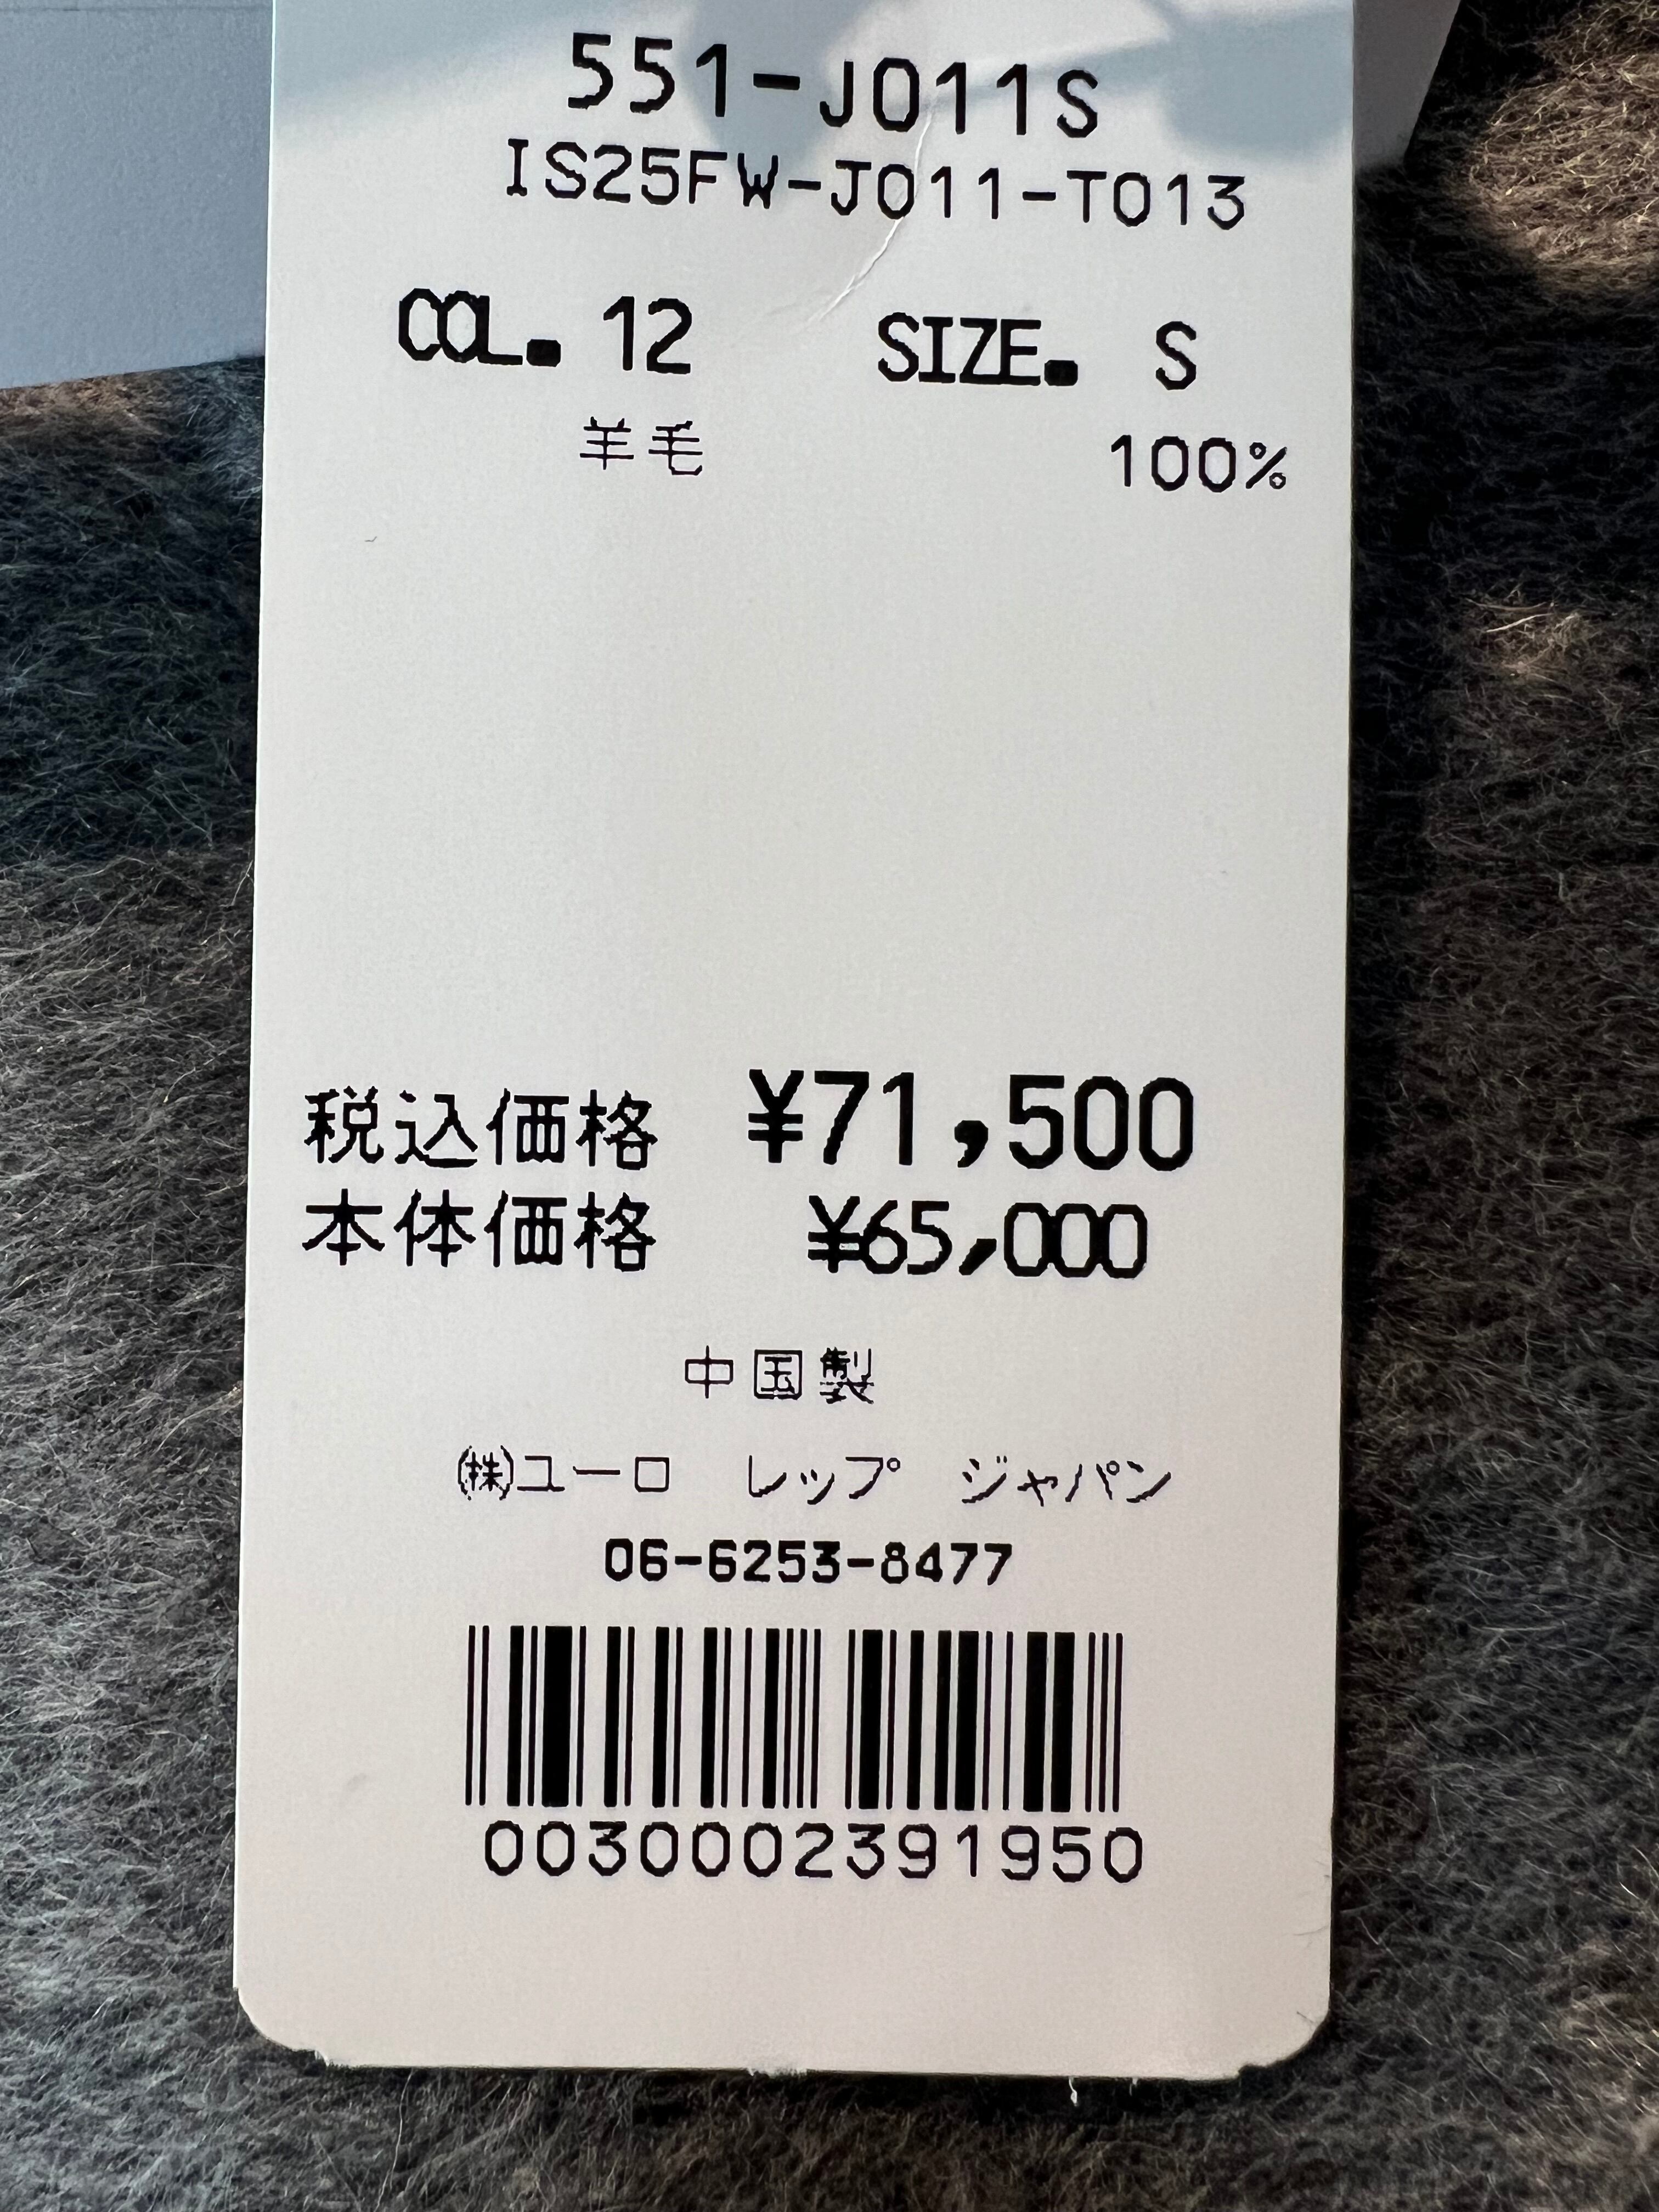 551-J011S
IS25FW-J011-T013
COL. 12 SIZE. S
羊毛 100%
税込価格 ¥71,500
本体価格 ¥65,000
中国製
㈱ユーロ レップ ジャパン
06-6253-8477
0030002391950